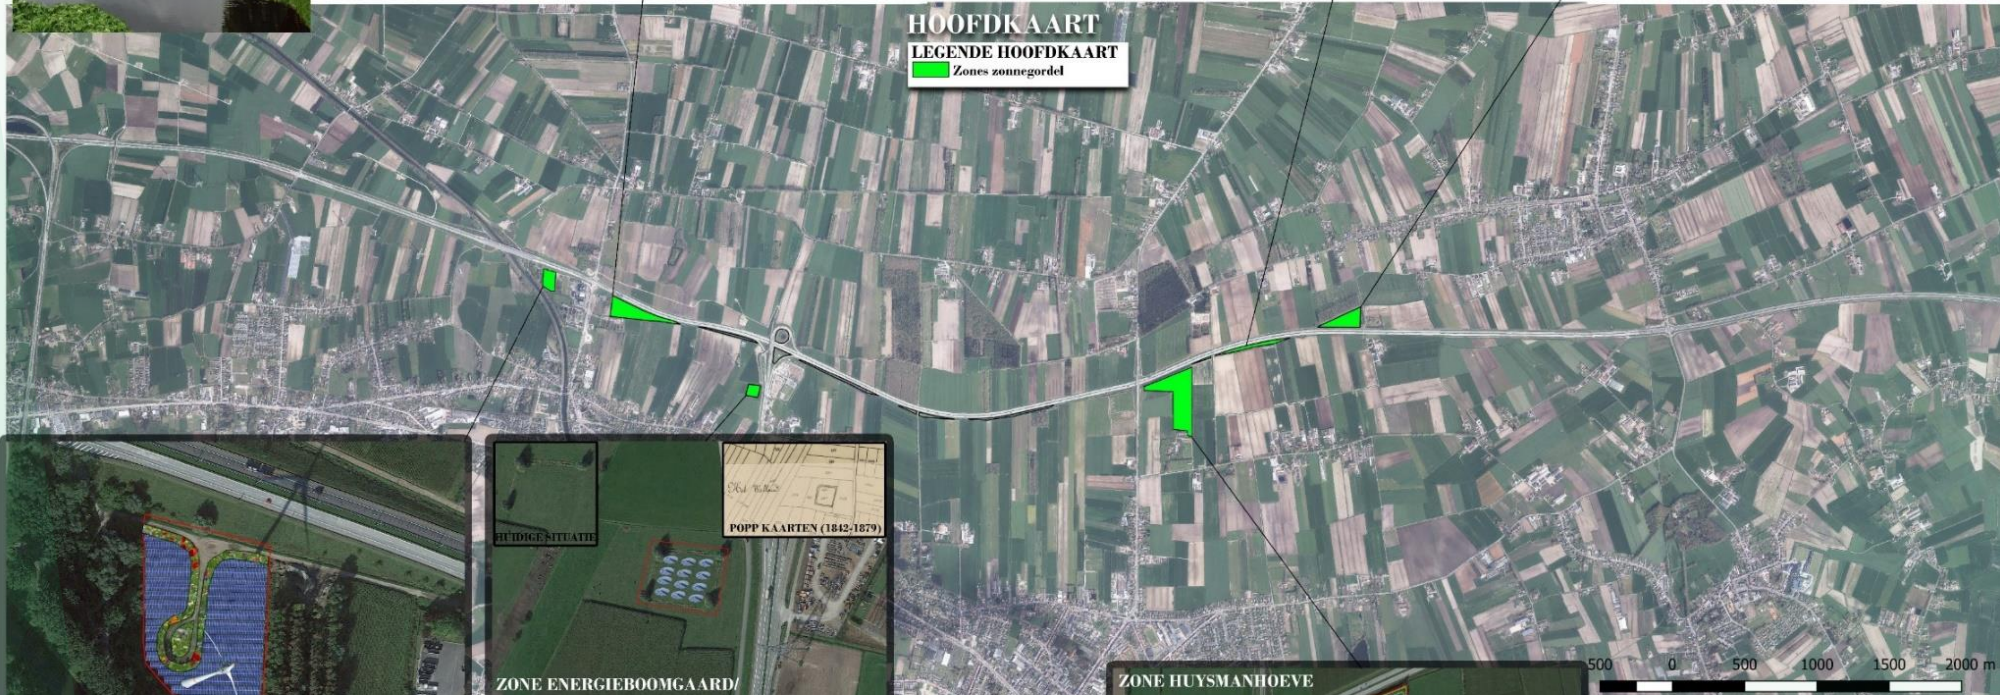 HOOFDKAART
LEGENDE HOOFDKAART
Zones zonnegordel
HUIDIGE SITUATIE
POPP KAARTEN (1842-1879)
ZONE ENERGIEBOOMGAARD/
ZONE HUYSMANHOEVE
500 0 500 1000 1500 2000 m